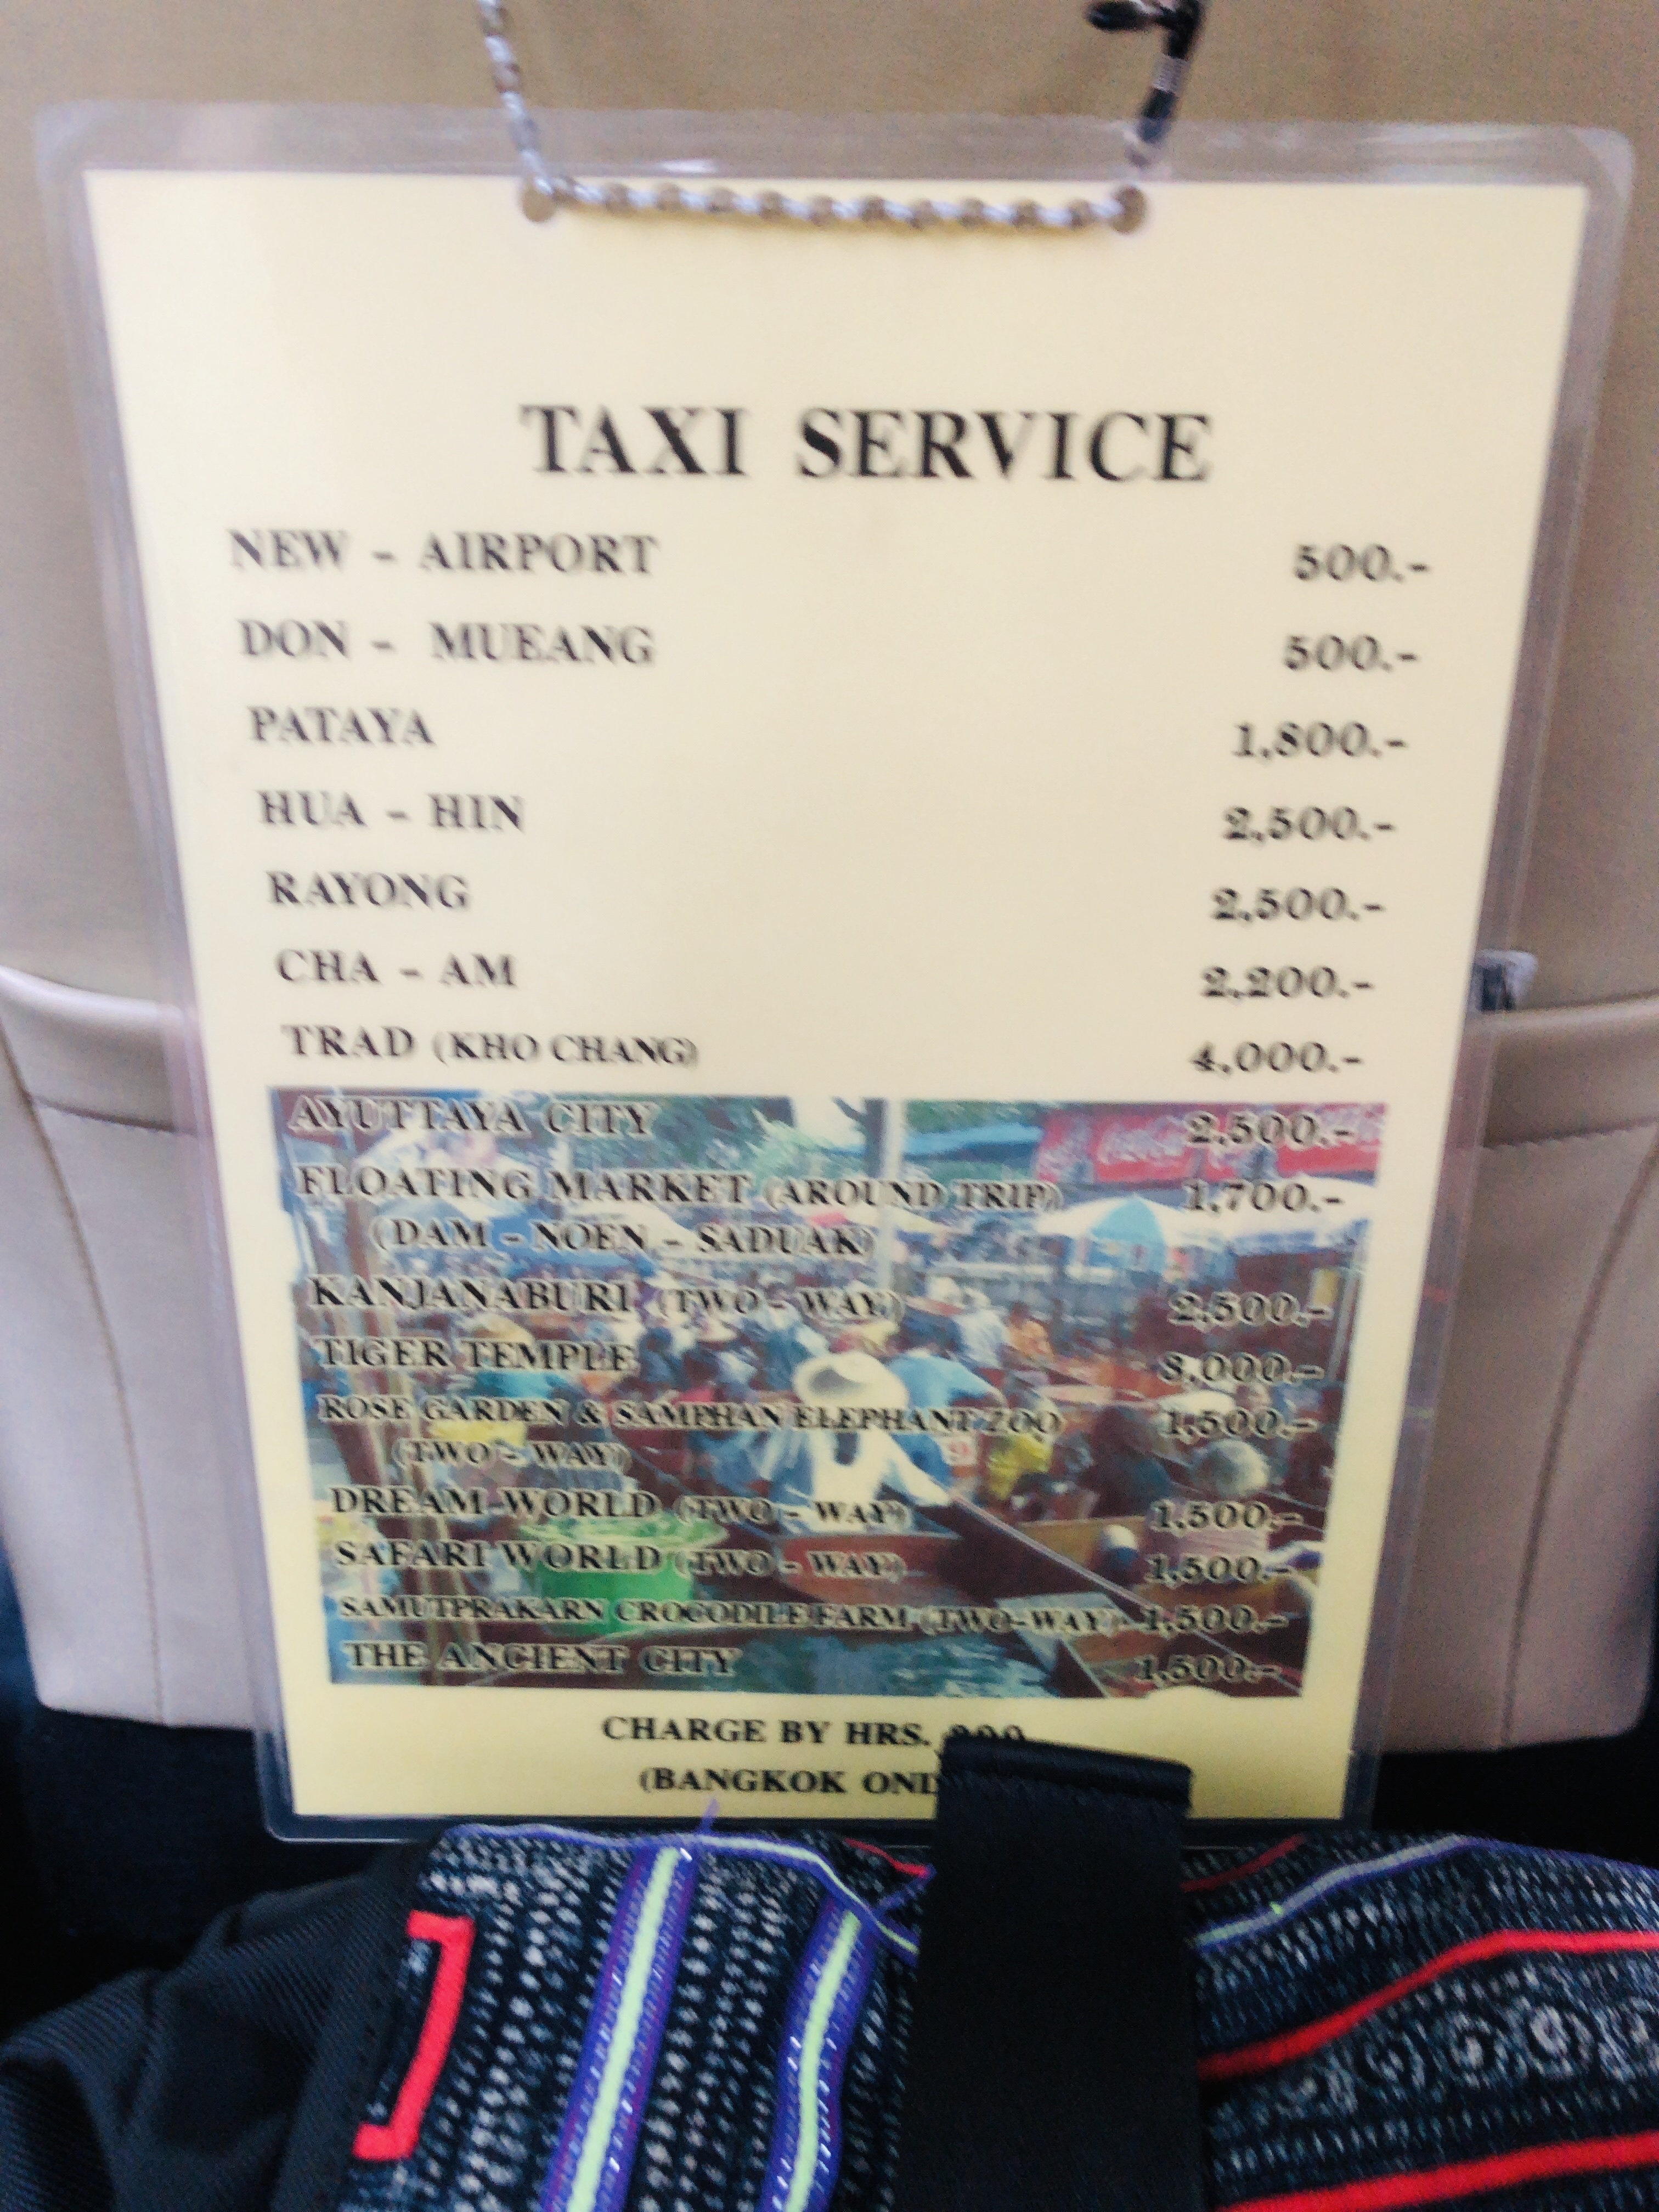 TAXI SERVICE
NEW - AIRPORT 500.-
DON - MUEANG 500.-
PATAYA 1,800.-
HUA - HIN 2,500.-
RAYONG 2,500.-
CHA - AM 2,200.-
TRAD (KHO CHANG) 4,000.-
AYUTTAYA CITY 2,500.-
FLOATING MARKET (AROUND TRIP) 1,700.-
(DAM - NOEN - SADUAK)
KANJANABURI (TWO - WAY) 2,500.-
TIGER TEMPLE 3,000.-
ROSE GARDEN & SAMPHAN ELEPHANT ZOO 1,500.-
(TWO - WAY)
DREAM WORLD (TWO - WAY) 1,500.-
SAFARI WORLD (TWO - WAY) 1,500.-
SAMUTPRAKARN CROCODILE FARM (TWO-WAY) 1,500.-
THE ANCIENT CITY 1,500.-
CHARGE BY HRS.
(BANGKOK